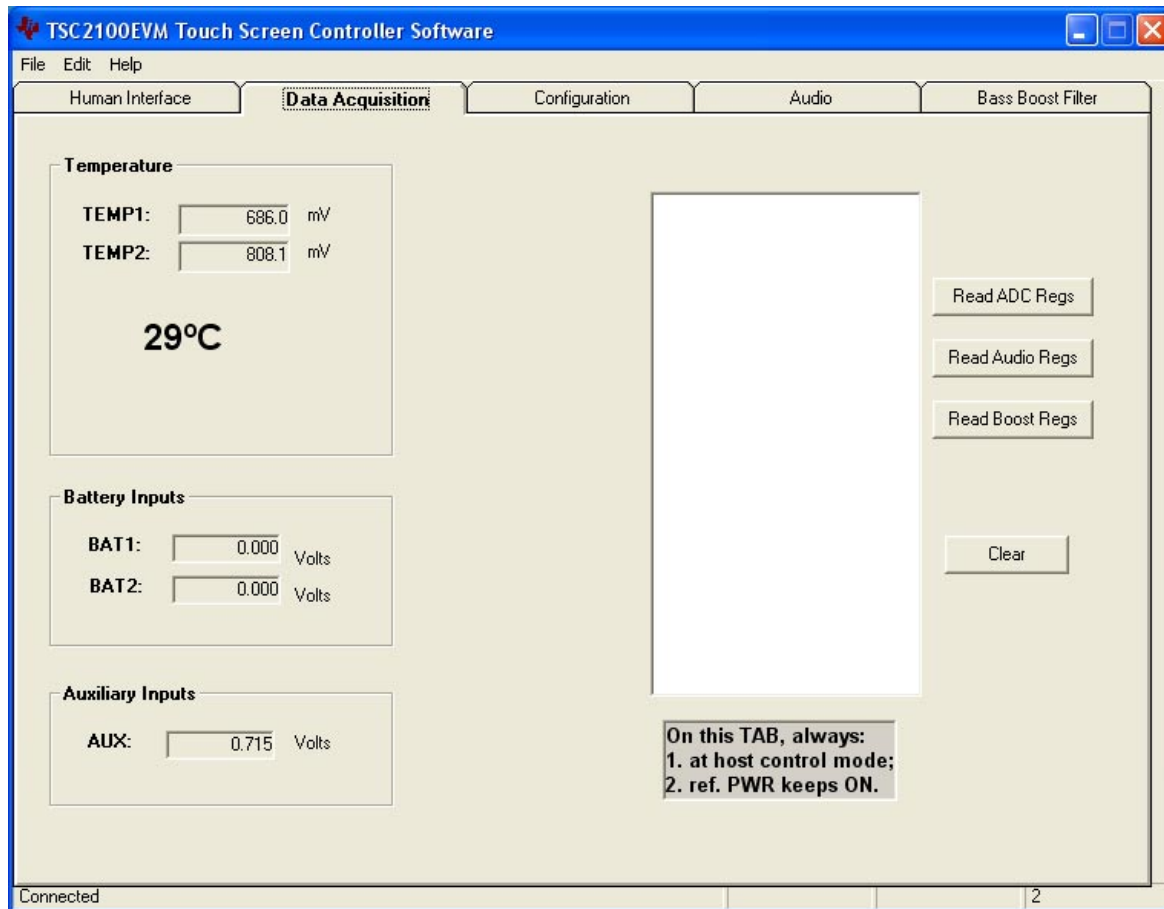 TSC2100EVM Touch Screen Controller Software
File Edit Help
Human Interface Data Acquisition Configuration Audio Bass Boost Filter
Temperature
TEMP1: 686.0 mV
TEMP2: 808.1 mV
29ºC
Read ADC Regs
Read Audio Regs
Read Boost Regs
Battery Inputs
BAT1: 0.000 Volts
BAT2: 0.000 Volts
Clear
Auxiliary Inputs
AUX: 0.715 Volts
On this TAB, always:
1. at host control mode;
2. ref. PWR keeps ON.
Connected 2